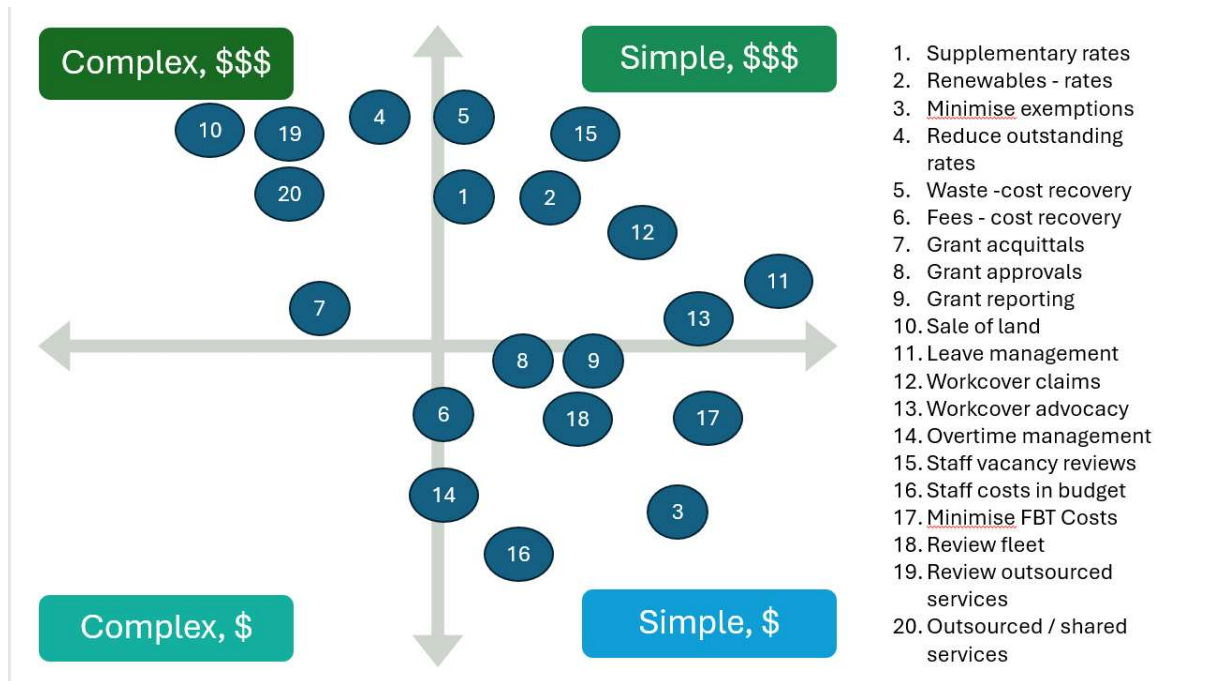 Complex, $$$
Simple, $$$
10
19
4
5
15
20
1
2
12
11
7
13
8
9
6
18
17
14
3
16
Complex, $
Simple, $
1. Supplementary rates
2. Renewables - rates
3. Minimise exemptions
4. Reduce outstanding
rates
5. Waste -cost recovery
6. Fees - cost recovery
7. Grant acquittals
8. Grant approvals
9. Grant reporting
10. Sale of land
11. Leave management
12. Workcover claims
13. Workcover advocacy
14. Overtime management
15. Staff vacancy reviews
16. Staff costs in budget
17. Minimise FBT Costs
18. Review fleet
19. Review outsourced
services
20. Outsourced / shared
services